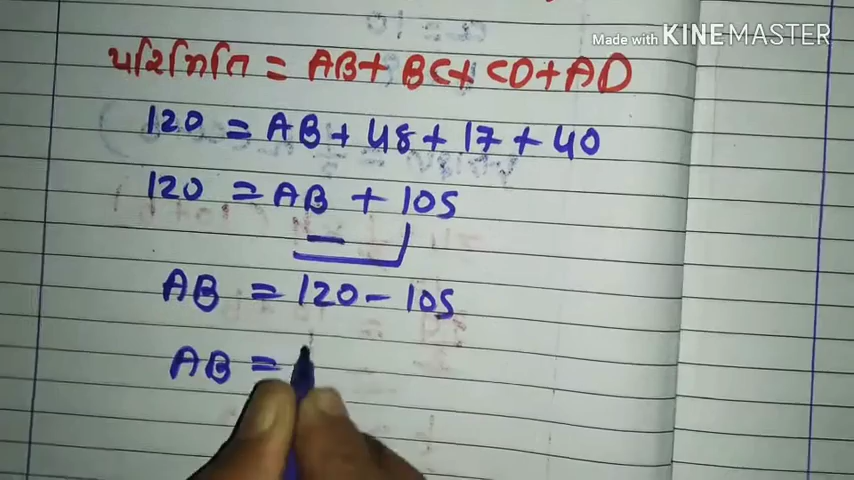 Made with KINEMASTER
પરિમિતિ = AB + BC + CD + AD
120 = AB + 48 + 17 + 40
120 = AB + 105
AB = 120 - 105
AB =